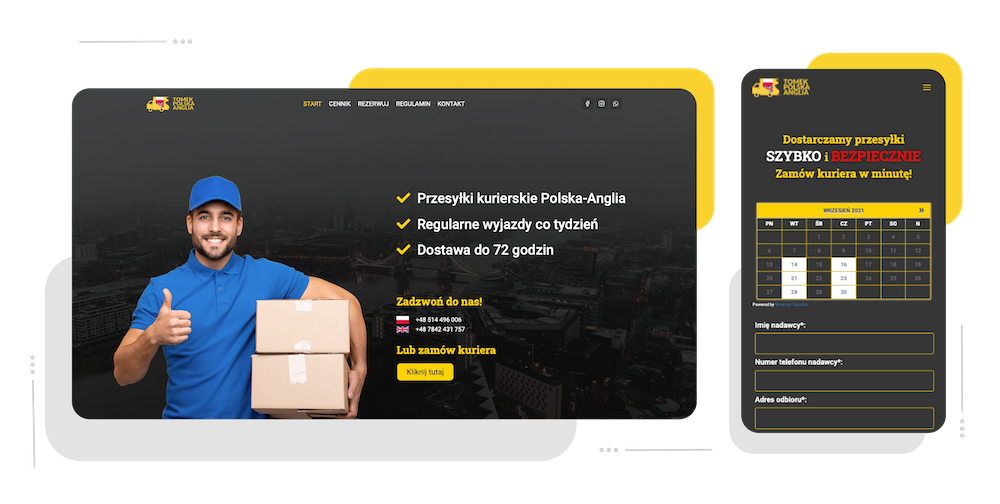 TOMEK
POLSKA
ANGLIA
START CENNIK REZERWUJ REGULAMIN KONTAKT
Przesyłki kurierskie Polska-Anglia
Regularne wyjazdy co tydzień
Dostawa do 72 godzin
Zadzwoń do nas!
+48 514 496 006
+48 7842 431 757
Lub zamów kuriera
Kliknij tutaj
TOMEK
POLSKA
ANGLIA
Dostarczamy przesyłki
SZYBKO i BEZPIECZNIE
Zamów kuriera w minutę!
WRZESIEŃ 2021 »
PN WT ŚR CZ PT SO N
1 2 3 4 5
6 7 8 9 10 11 12
13 14 15 16 17 18 19
20 21 22 23 24 25 26
27 28 29 30
Powered by Booking Calendar
Imię nadawcy*:
Numer telefonu nadawcy*:
Adres odbioru*: